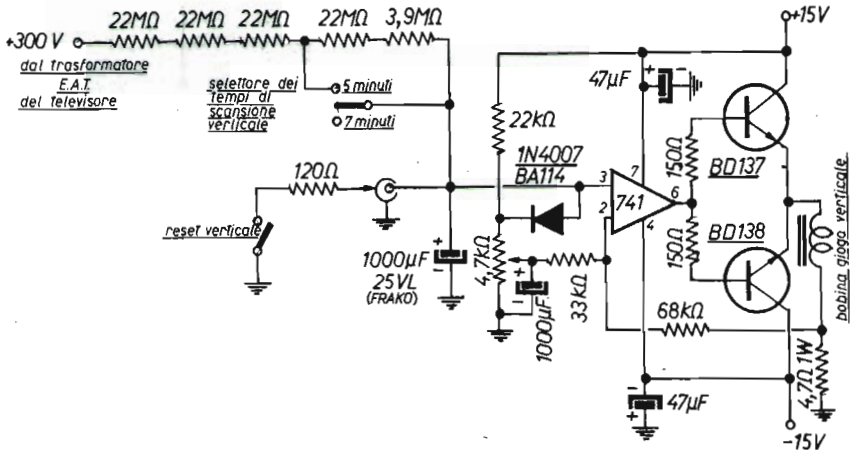 22MΩ 22MΩ 22MΩ 22MΩ 3,9MΩ
+15V
+300V
dal trasformatore
E.A.T.
del televisore
selettore dei
tempi di
scansione
verticale
5 minuti
7 minuti
47µF
+ -
22kΩ
1N4007
BA114
150Ω
BD137
120Ω
3
7
741
6
2
4
reset verticale
150Ω
BD138
bobina giogo verticale
+
-
1000µF
25VL
(FRAKO)
4,7kΩ
+
-
1000µF
33kΩ
68kΩ
4,7Ω 1W
-
+
47µF
-15V